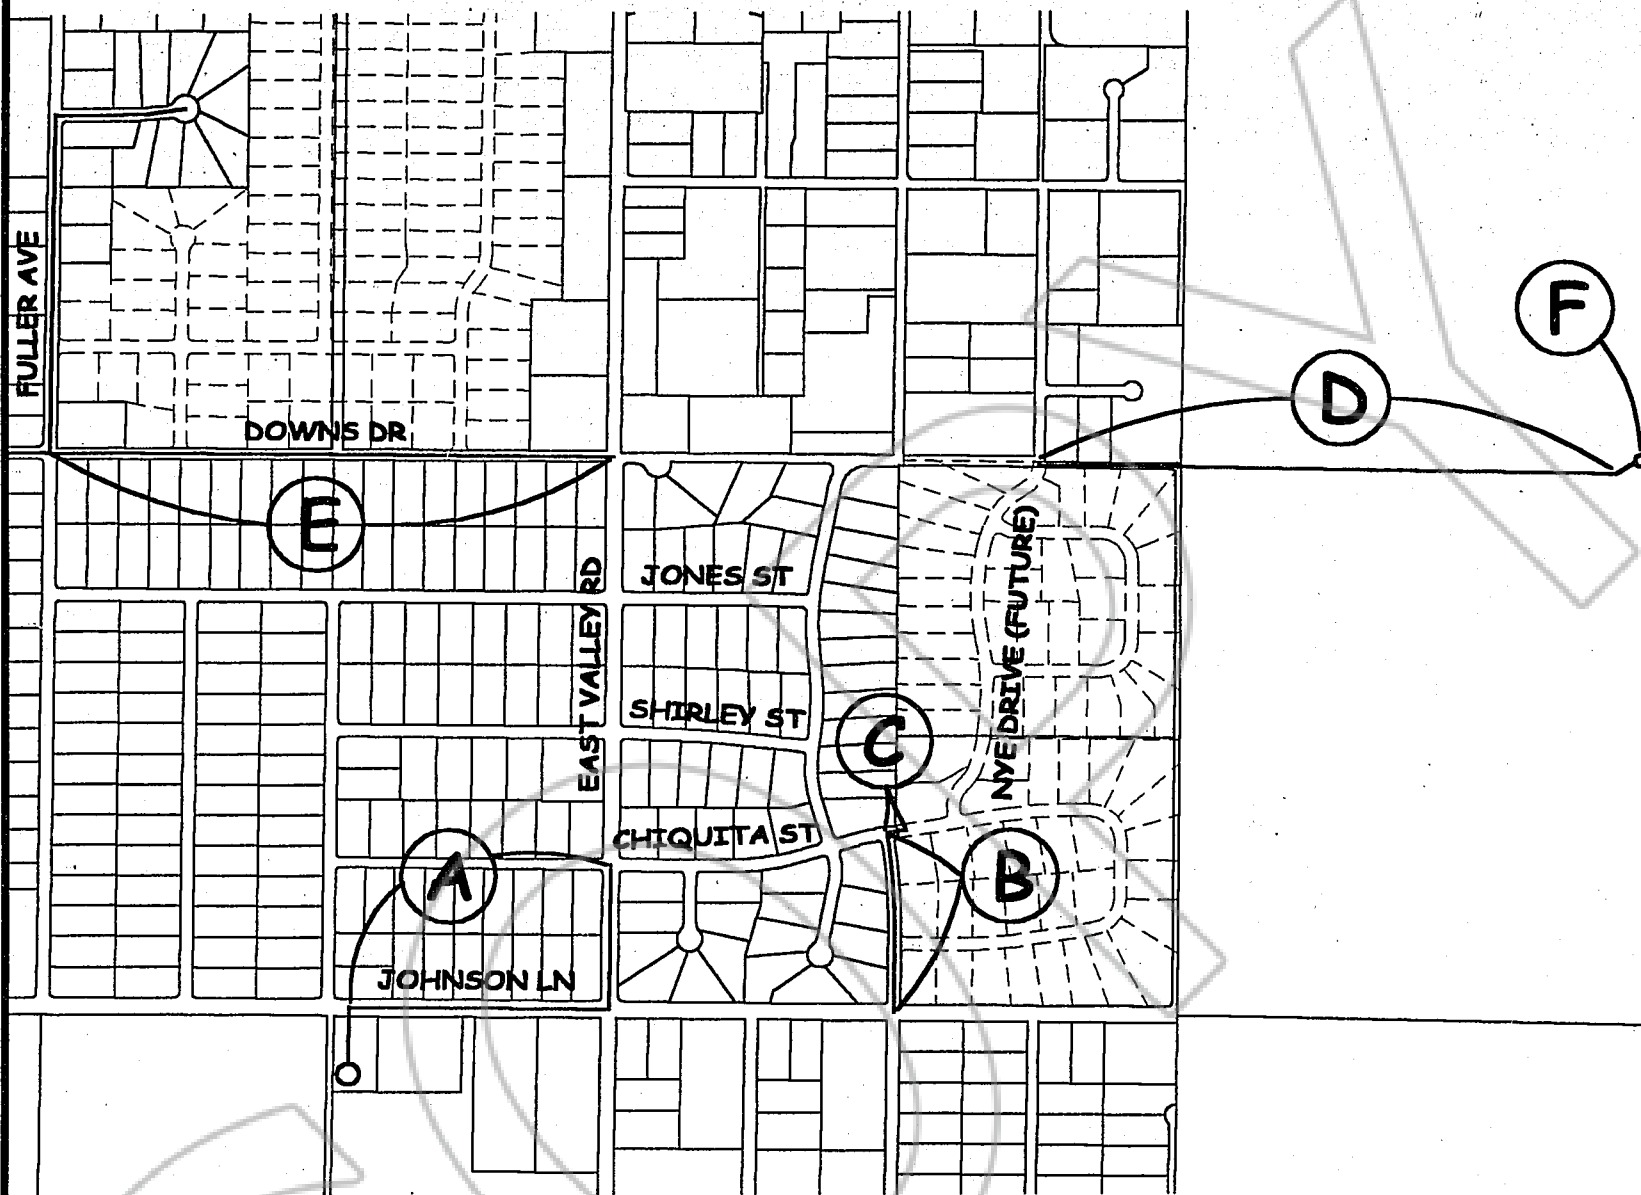 FULLER AVE
F
D
DOWNS DR
E
JONES ST
EAST VALLEY RD
NYE DRIVE (FUTURE)
SHIRLEY ST
C
CHIQUITA ST
A
B
JOHNSON LN